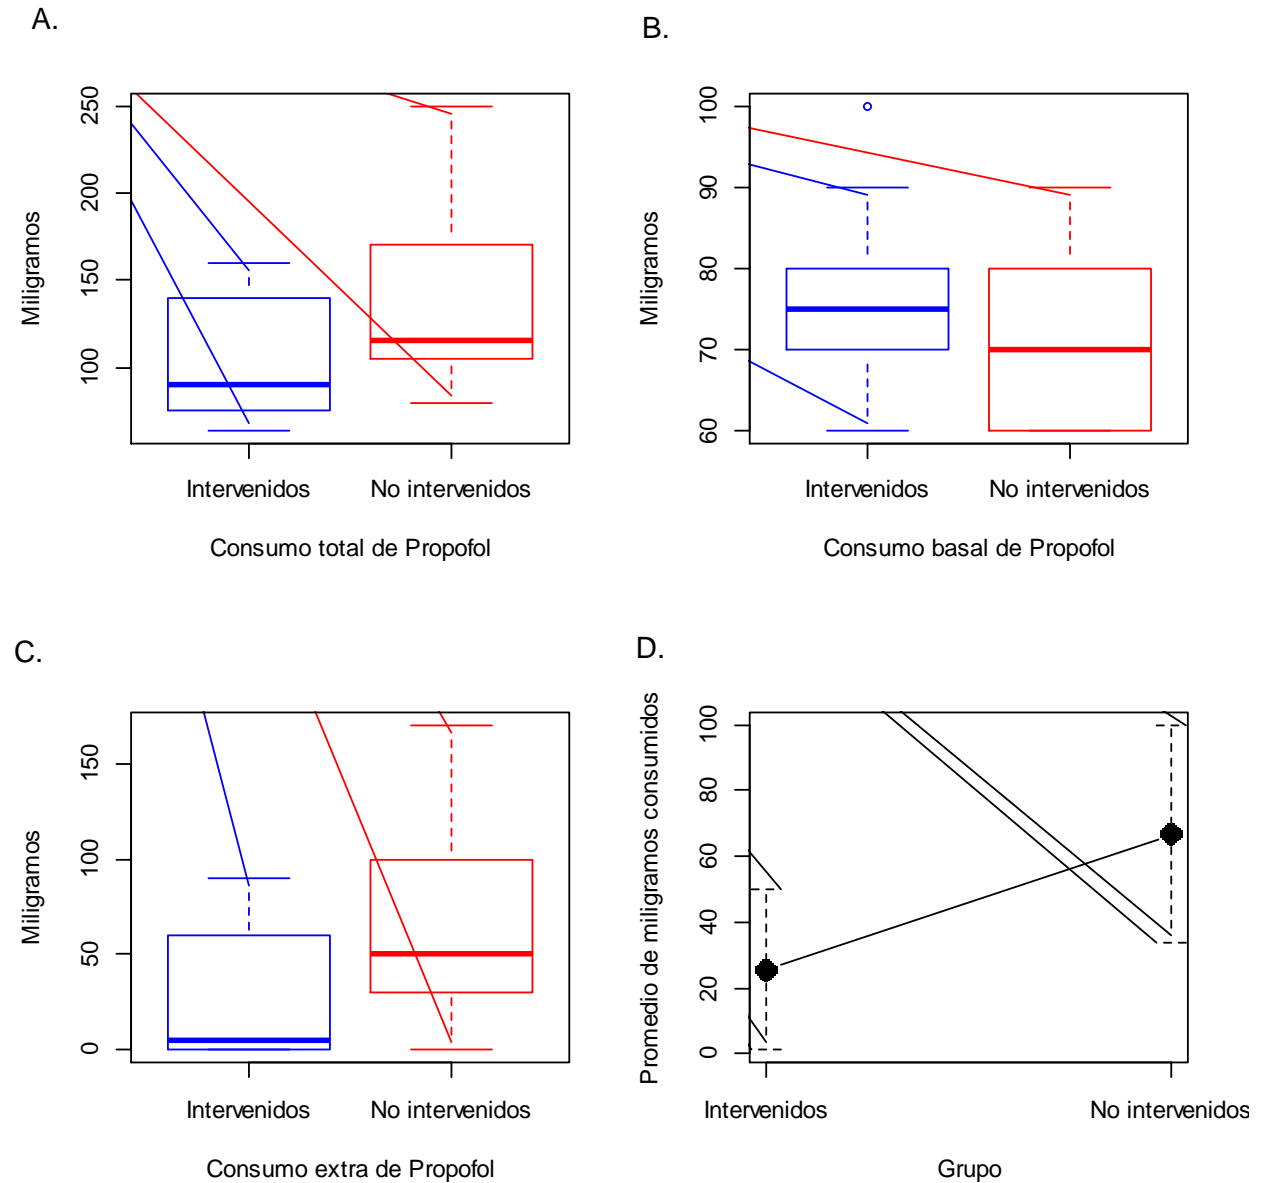 A.
Miligramos
250
200
150
100
Intervenidos
No intervenidos
Consumo total de Propofol
B.
Miligramos
100
90
80
70
60
Intervenidos
No intervenidos
Consumo basal de Propofol
C.
Miligramos
150
100
50
0
Intervenidos
No intervenidos
Consumo extra de Propofol
D.
Promedio de miligramos consumidos
100
80
60
40
20
0
Intervenidos
No intervenidos
Grupo